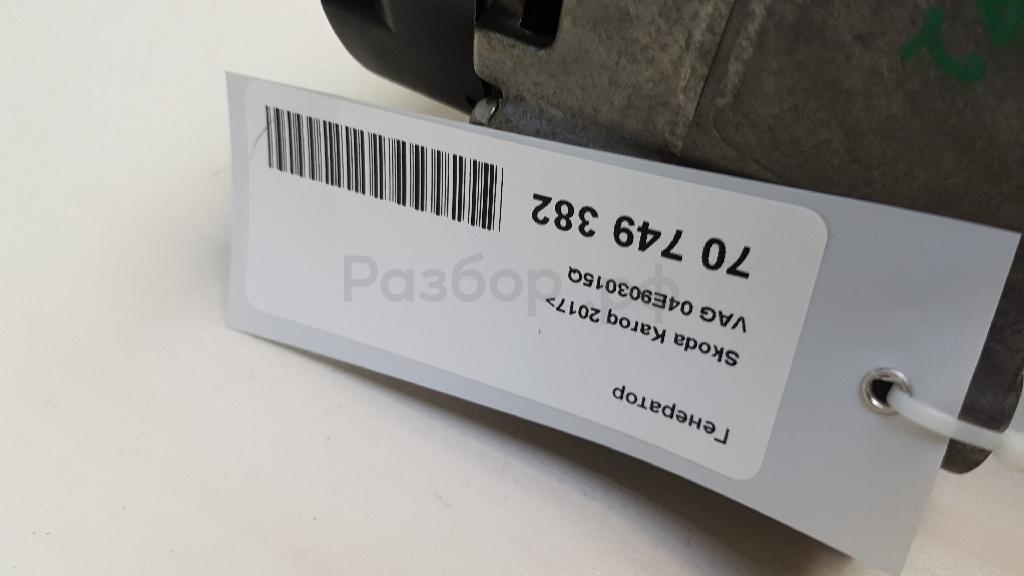 Генератор
Skoda Karoq 2017>
VAG 04E903015Q
70 749 382
Разбор.рф